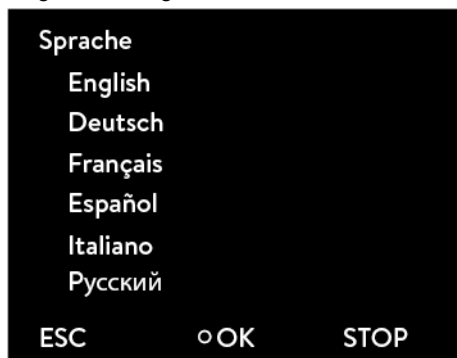 Sprache
English
Deutsch
Français
Español
Italiano
Русский
ESC OK STOP